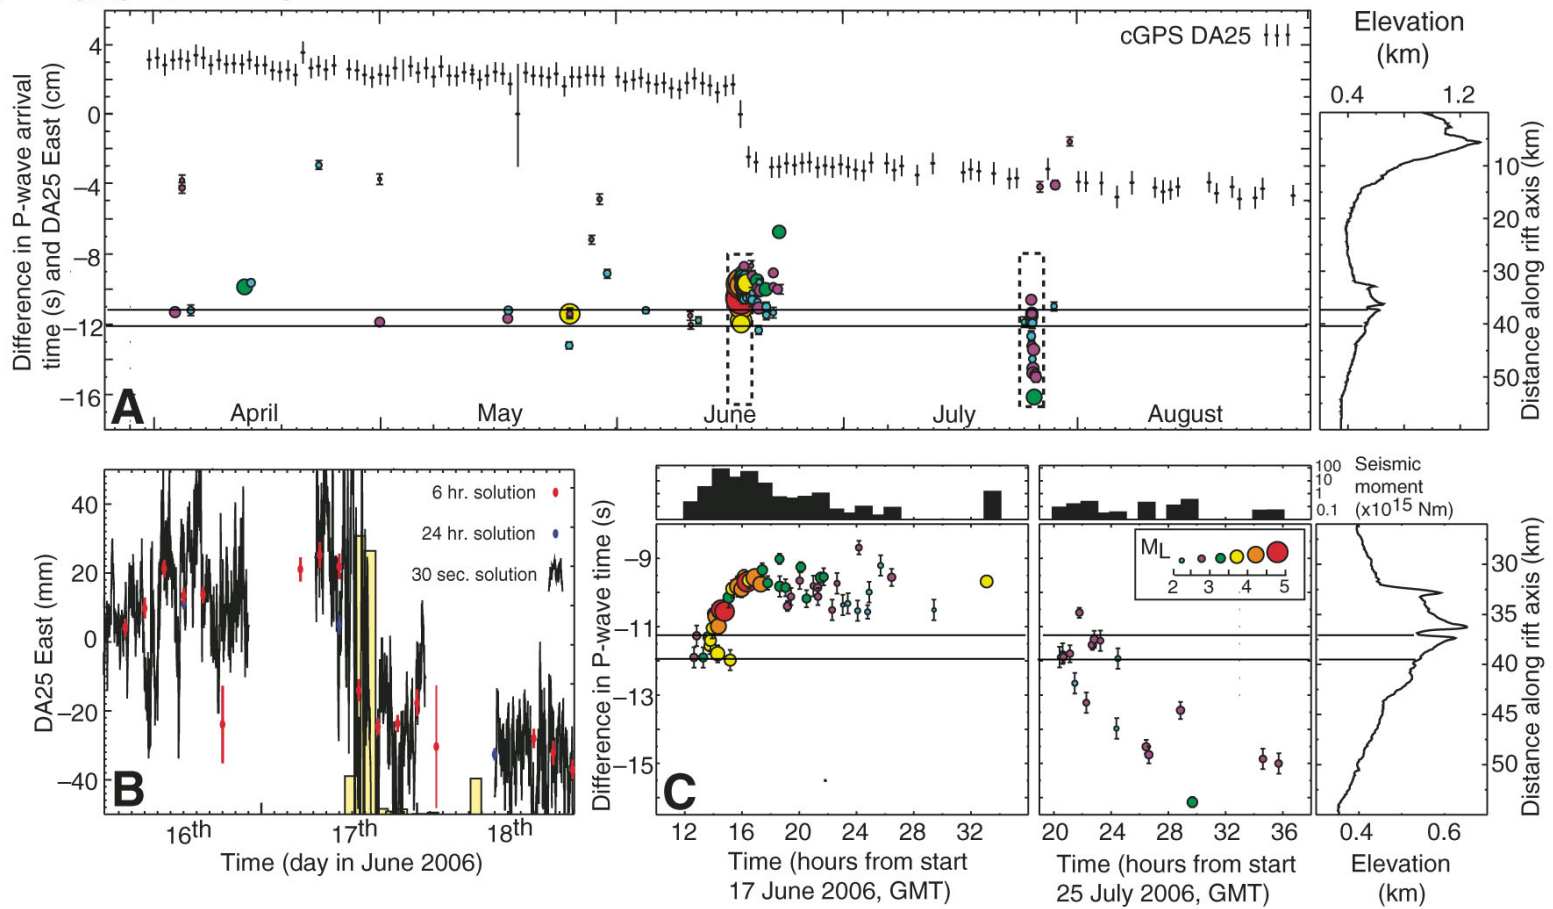 cGPS DA25
Difference in P-wave arrival
time (s) and DA25 East (cm)
4
0
−4
−8
−12
−16
A
April
May
June
July
August
Elevation
(km)
0.4 1.2
10
20
30
40
50
Distance along rift axis (km)
DA25 East (mm)
40
20
0
−20
−40
6 hr. solution
24 hr. solution
30 sec. solution
B
16th 17th 18th
Time (day in June 2006)
Difference in P-wave time (s)
−9
−11
−13
−15
C
12 16 20 24 28 32
Time (hours from start
17 June 2006, GMT)
100
10
1
0.1
Seismic
moment
(x10¹⁵ Nm)
ML
2 3 4 5
20 24 28 32 36
Time (hours from start
25 July 2006, GMT)
30
35
40
45
50
Distance along rift axis (km)
0.4 0.6
Elevation
(km)